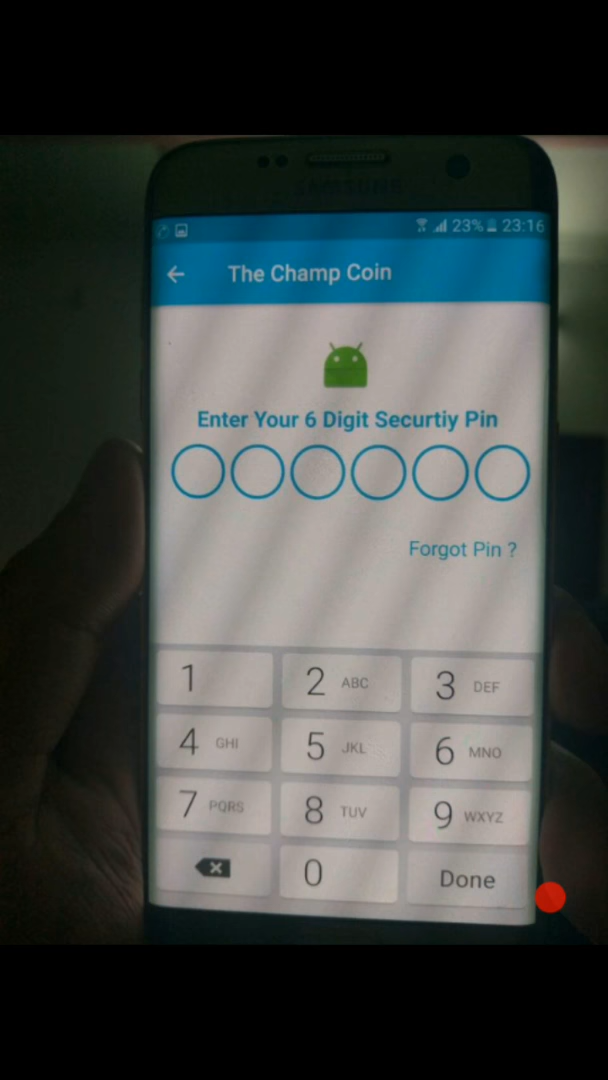 SAMSUNG
23% 23:16
The Champ Coin
Enter Your 6 Digit Securtiy Pin
Forgot Pin ?
1 2 ABC 3 DEF
4 GHI 5 JKL 6 MNO
7 PQRS 8 TUV 9 WXYZ
0 Done